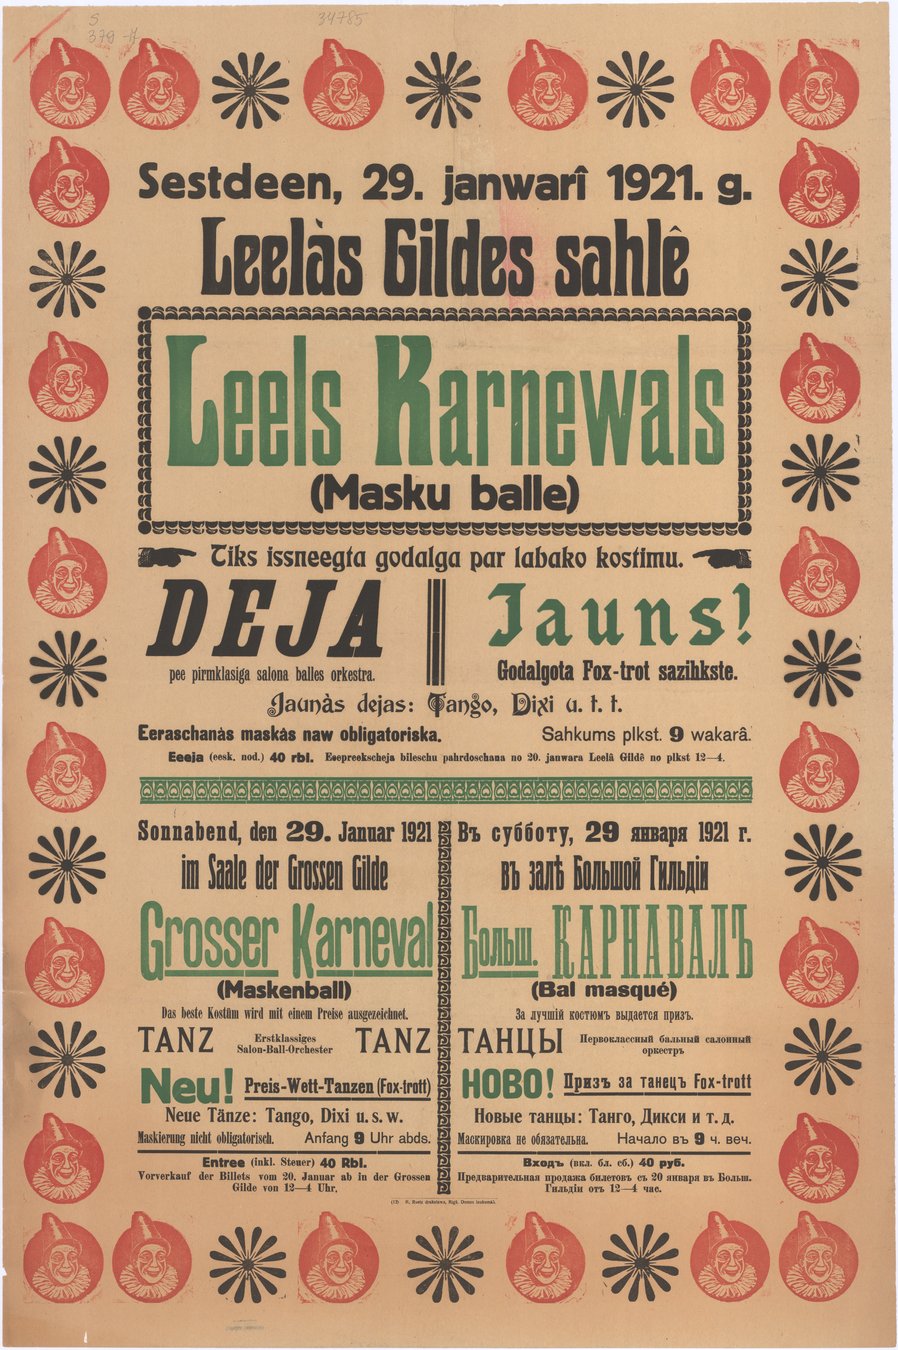 S
379-A
34785
Sestdeen, 29. janwarî 1921. g.
Leelàs Gildes sahlê
Leels Karnewals
(Masku balle)
Tiks issneegta godalga par labako kostimu.
DEJA
pee pirmklasiga salona balles orkestra.
Jauns!
Godalgota Fox-trot sazihkste.
Jaunàs dejas: Tango, Dixi u. t. t.
Eeraschanàs maskàs naw obligatoriska.
Sahkums plkst. 9 wakarâ.
Eeeja (eesk. nod.) 40 rbl. Eeepreekscheja bileschu pahrdoschana no 20. janwara Leelâ Gildê no plkst 12—4.
Sonnabend, den 29. Januar 1921
im Saale der Grossen Gilde
Grosser Karneval
(Maskenball)
Das beste Kostüm wird mit einem Preise ausgezeichnet.
TANZ Erstklassiges Salon-Ball-Orchester TANZ
Neu! Preis-Wett-Tanzen (Fox-trott)
Neue Tänze: Tango, Dixi u. s. w.
Maskierung nicht obligatorisch. Anfang 9 Uhr abds.
Entree (inkl. Steuer) 40 Rbl.
Vorverkauf der Billets vom 20. Januar ab in der Grossen
Gilde von 12—4 Uhr.
Въ субботу, 29 января 1921 г.
въ залѣ Большой Гильдіи
Больш. КАРНАВАЛЪ
(Bal masqué)
За лучшій костюмъ выдается призъ.
ТАНЦЫ Первоклассный бальный салонный оркестръ
НОВО! Призъ за танецъ Fox-trott
Новые танцы: Танго, Дикси и т. д.
Маскировка не обязательна. Начало въ 9 ч. веч.
Входъ (вкл. бл. сб.) 40 руб.
Предварительная продажа билетовъ съ 20 января въ Больш.
Гильдіи отъ 12—4 час.